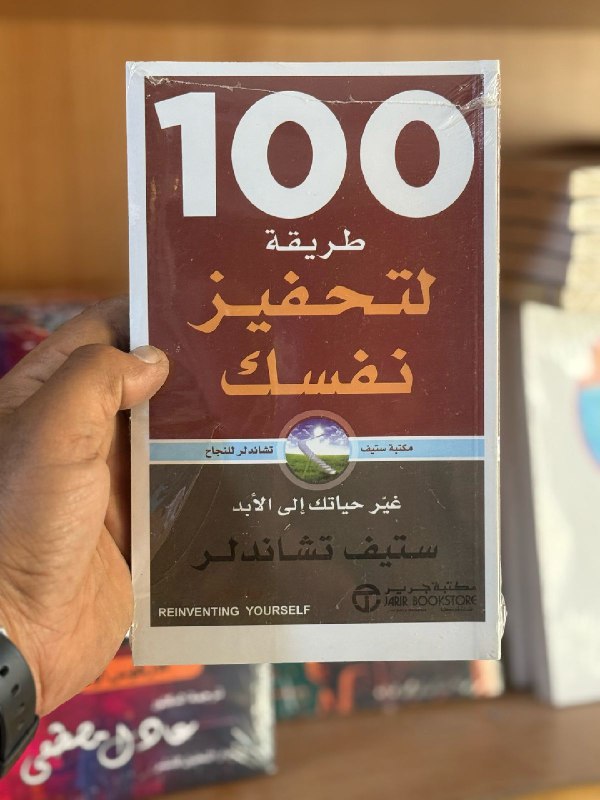 100
طريقة
لتحفيز
نفسك
مكتبة ستيف تشاندلر للنجاح
غيّر حياتك إلى الأبد
ستيف تشاندلر
مكتبة جرير
JARIR BOOKSTORE
REINVENTING YOURSELF